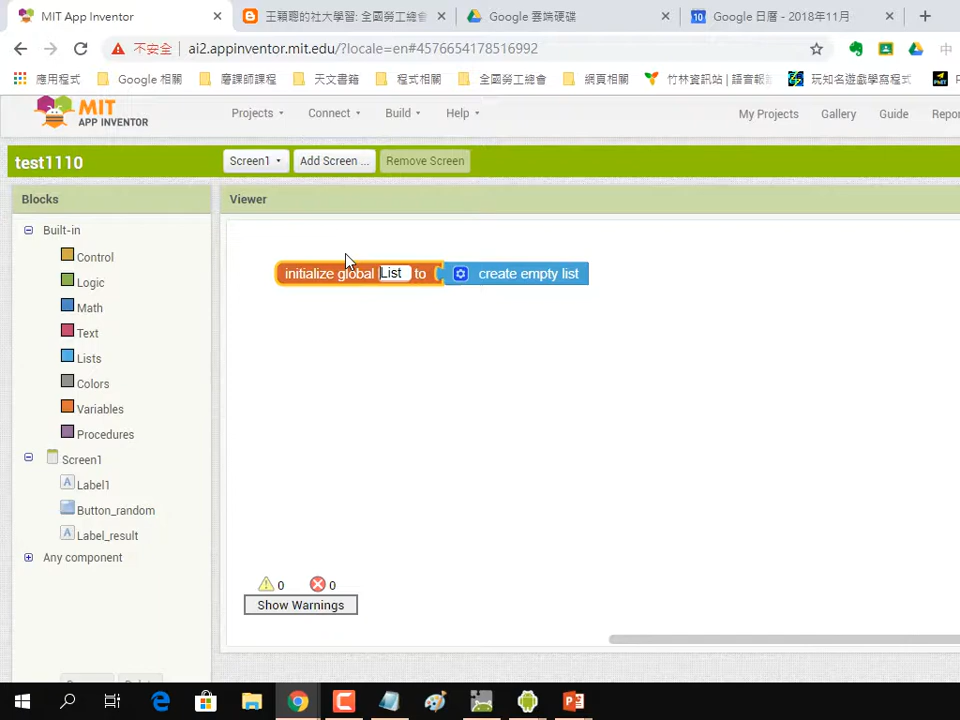 MIT App Inventor
王穎聰的社大學習: 全國勞工總會
Google 雲端硬碟
Google 日曆 - 2018年11月
不安全
ai2.appinventor.mit.edu/?locale=en#4576654178516992
中
應用程式
Google 相關
磨課師課程
天文書籍
程式相關
全國勞工總會
網頁相關
竹林資訊站 | 語音報
玩知名遊戲學寫程式
MIT
APP INVENTOR
Projects
Connect
Build
Help
My Projects
Gallery
Guide
Repor
test1110
Screen1
Add Screen ...
Remove Screen
Blocks
Viewer
Built-in
Control
Logic
Math
Text
Lists
Colors
Variables
Procedures
Screen1
Label1
Button_random
Label_result
Any component
initialize global List to create empty list
0
0
Show Warnings